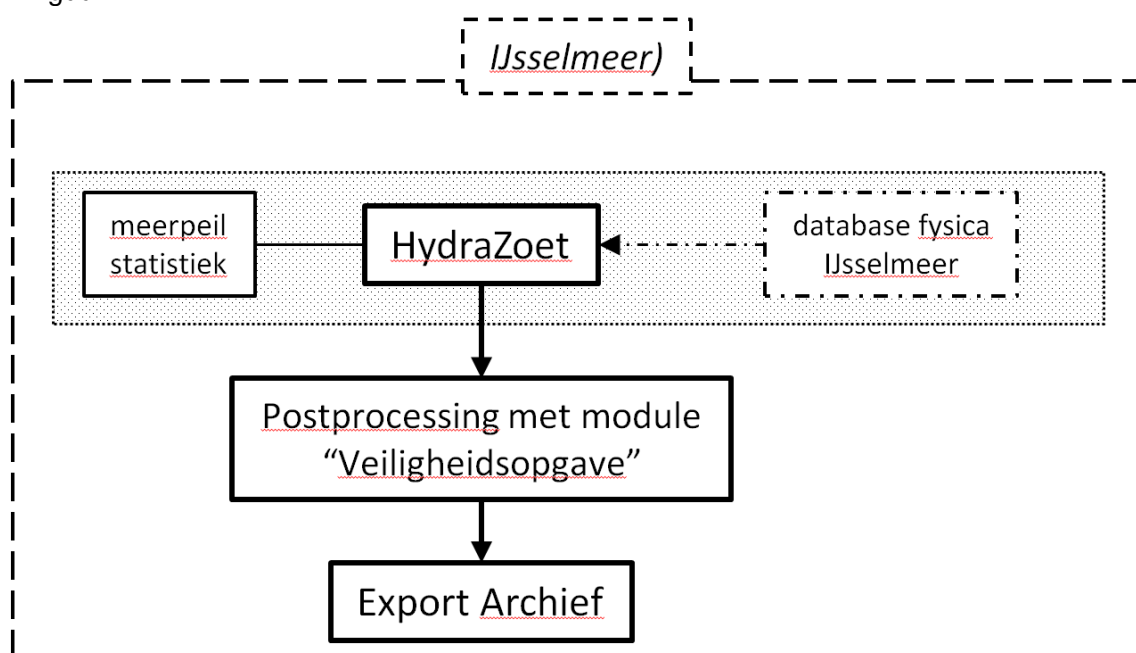 IJsselmeer)
meerpeil
statistiek
HydraZoet
database fysica
IJsselmeer
Postprocessing met module
“Veiligheidsopgave”
Export Archief